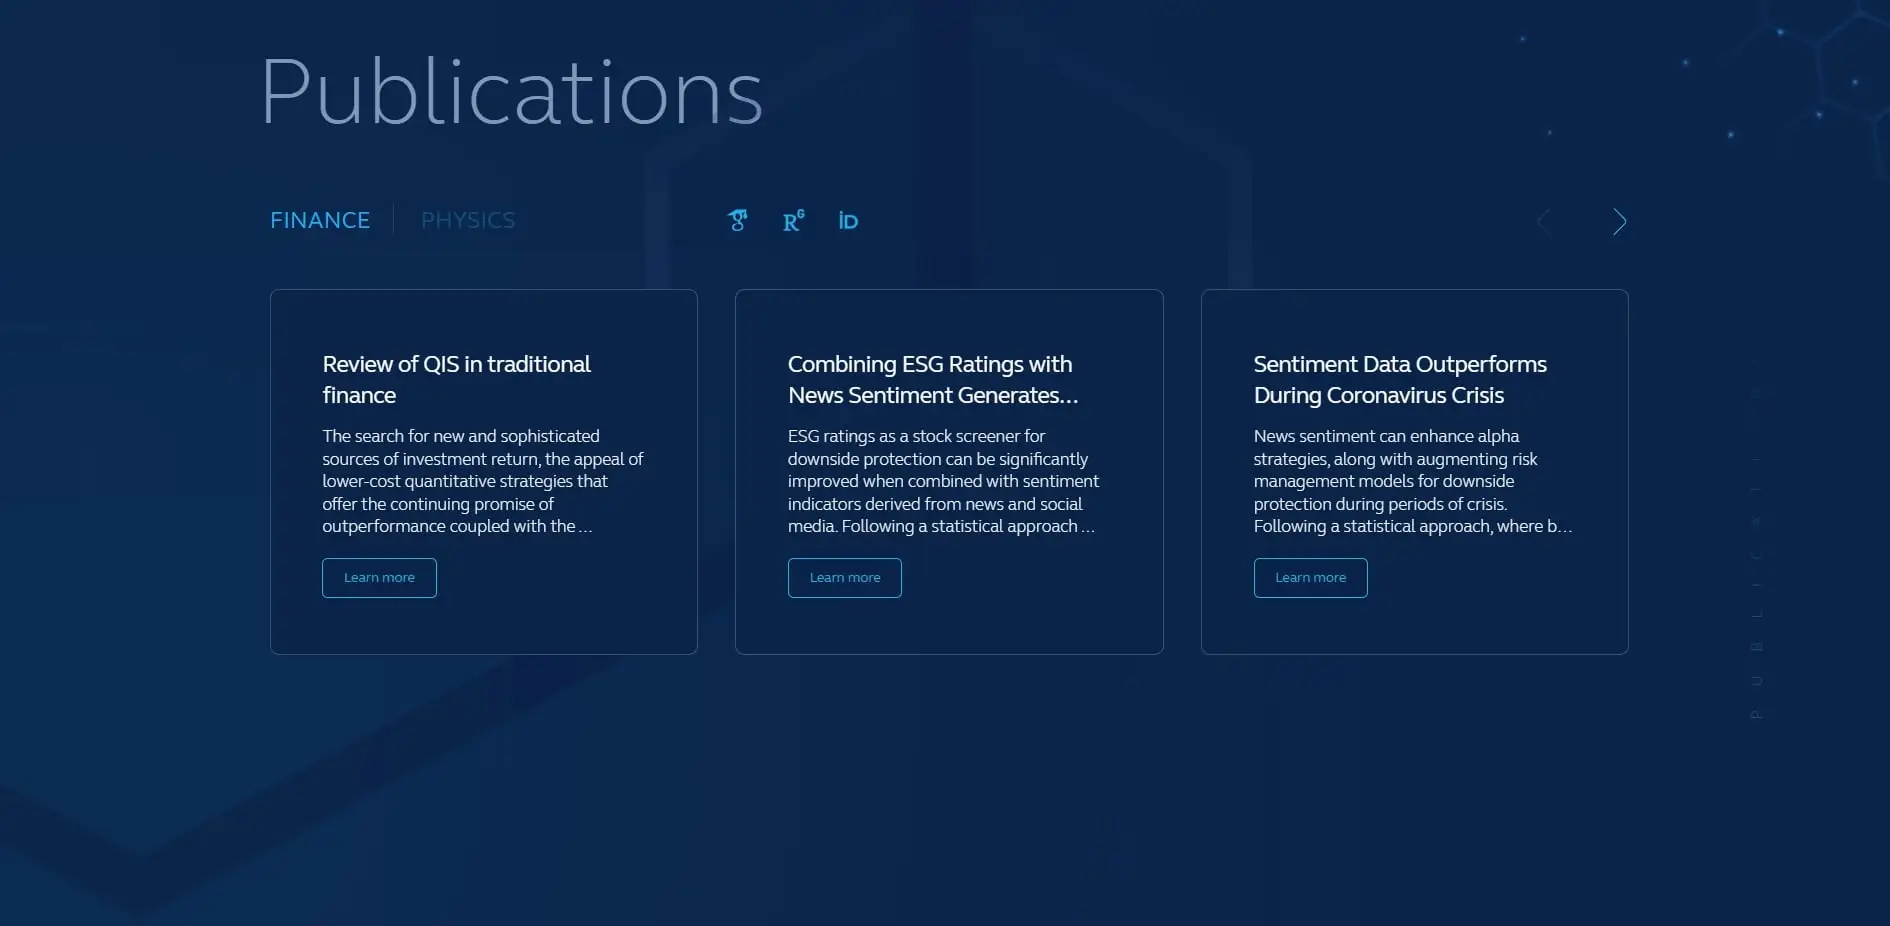 Publications
FINANCE
PHYSICS
RG
iD
Review of QIS in traditional
finance
The search for new and sophisticated
sources of investment return, the appeal of
lower-cost quantitative strategies that
offer the continuing promise of
outperformance coupled with the ...
Learn more
Combining ESG Ratings with
News Sentiment Generates...
ESG ratings as a stock screener for
downside protection can be significantly
improved when combined with sentiment
indicators derived from news and social
media. Following a statistical approach ...
Learn more
Sentiment Data Outperforms
During Coronavirus Crisis
News sentiment can enhance alpha
strategies, along with augmenting risk
management models for downside
protection during periods of crisis.
Following a statistical approach, where b...
Learn more